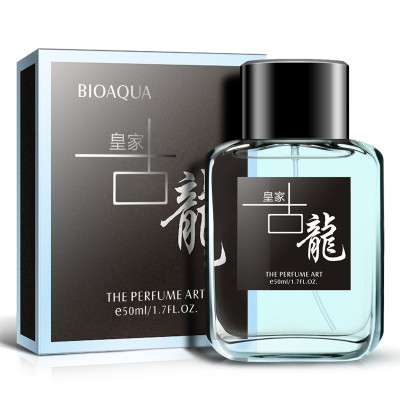 BIOAQUA
皇家
古
龍
THE PERFUME ART
e50ml/1.7FL.OZ.
皇家
古
龍
THE PERFUME ART
e50ml/1.7FL.OZ.